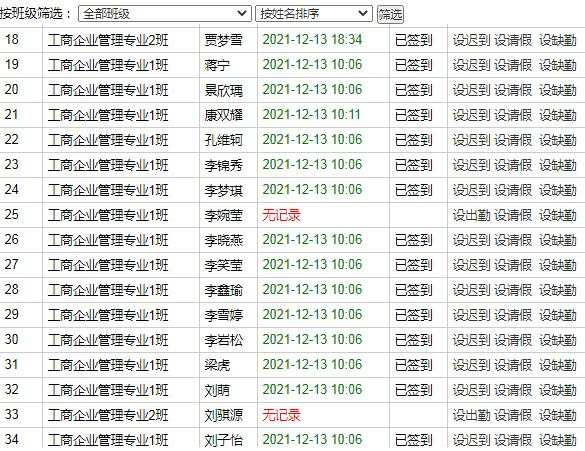 按班级筛选： 全部班级 按姓名排序 筛选
18 工商企业管理专业2班 贾梦雪 2021-12-13 18:34 已签到 设迟到 设请假 设缺勤
19 工商企业管理专业1班 蒋宁 2021-12-13 10:06 已签到 设迟到 设请假 设缺勤
20 工商企业管理专业1班 景欣瑀 2021-12-13 10:06 已签到 设迟到 设请假 设缺勤
21 工商企业管理专业1班 康双耀 2021-12-13 10:11 已签到 设迟到 设请假 设缺勤
22 工商企业管理专业1班 孔维轲 2021-12-13 10:06 已签到 设迟到 设请假 设缺勤
23 工商企业管理专业1班 李锦秀 2021-12-13 10:06 已签到 设迟到 设请假 设缺勤
24 工商企业管理专业1班 李梦琪 2021-12-13 10:06 已签到 设迟到 设请假 设缺勤
25 工商企业管理专业1班 李婉莹 无记录 设出勤 设请假 设缺勤
26 工商企业管理专业1班 李晓燕 2021-12-13 10:06 已签到 设迟到 设请假 设缺勤
27 工商企业管理专业1班 李笑莹 2021-12-13 10:06 已签到 设迟到 设请假 设缺勤
28 工商企业管理专业1班 李鑫瑜 2021-12-13 10:06 已签到 设迟到 设请假 设缺勤
29 工商企业管理专业1班 李雪婷 2021-12-13 10:06 已签到 设迟到 设请假 设缺勤
30 工商企业管理专业1班 李岩松 2021-12-13 10:06 已签到 设迟到 设请假 设缺勤
31 工商企业管理专业1班 梁虎 2021-12-13 10:06 已签到 设迟到 设请假 设缺勤
32 工商企业管理专业1班 刘萌 2021-12-13 10:06 已签到 设迟到 设请假 设缺勤
33 工商企业管理专业2班 刘骐源 无记录 设出勤 设请假 设缺勤
34 工商企业管理专业1班 刘子怡 2021-12-13 10:06 已签到 设迟到 设请假 设缺勤